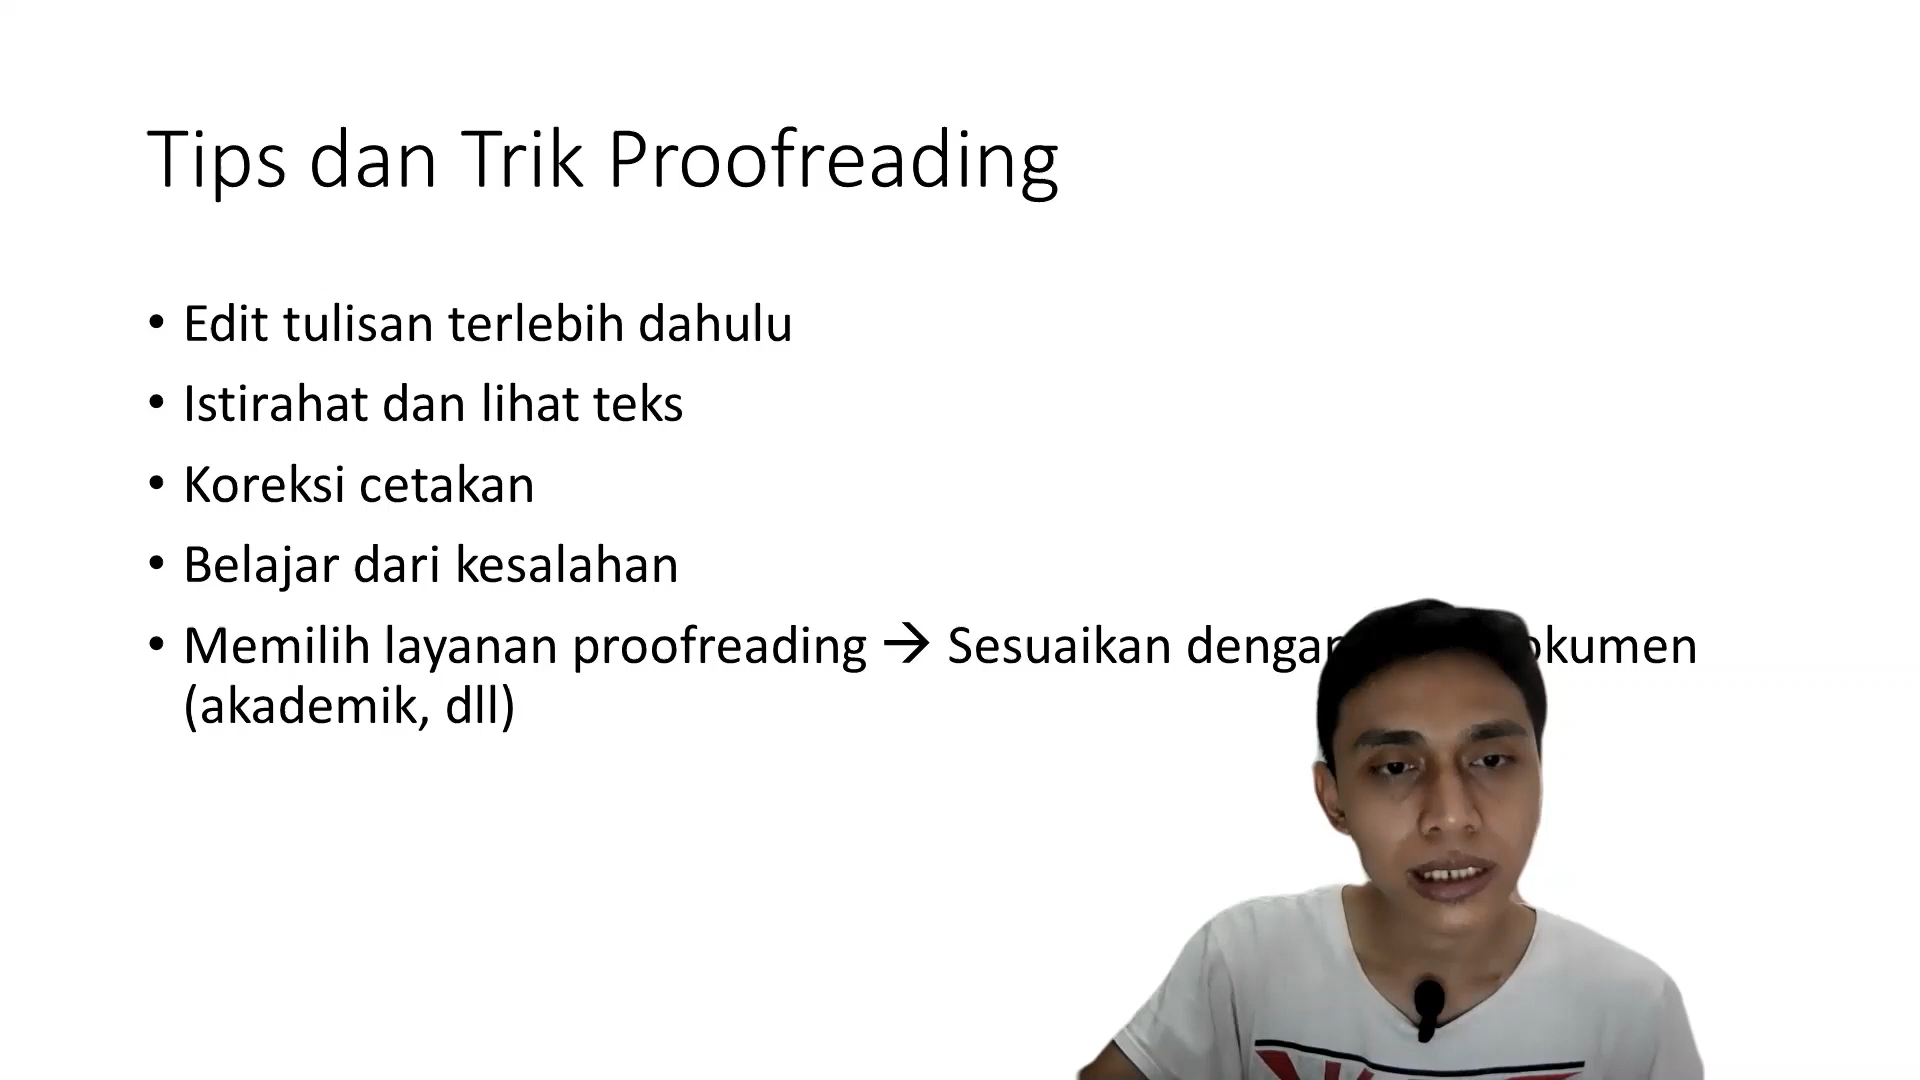 Tips dan Trik Proofreading
• Edit tulisan terlebih dahulu
• Istirahat dan lihat teks
• Koreksi cetakan
• Belajar dari kesalahan
• Memilih layanan proofreading → Sesuaikan
(akademik, dll)